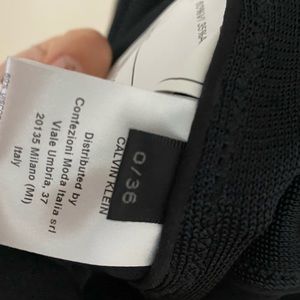 CALVIN KLEIN
0/36
Distributed by
Confezioni Moda Italia srl
Viale Umbria, 37
20135 Milano (MI)
Italy